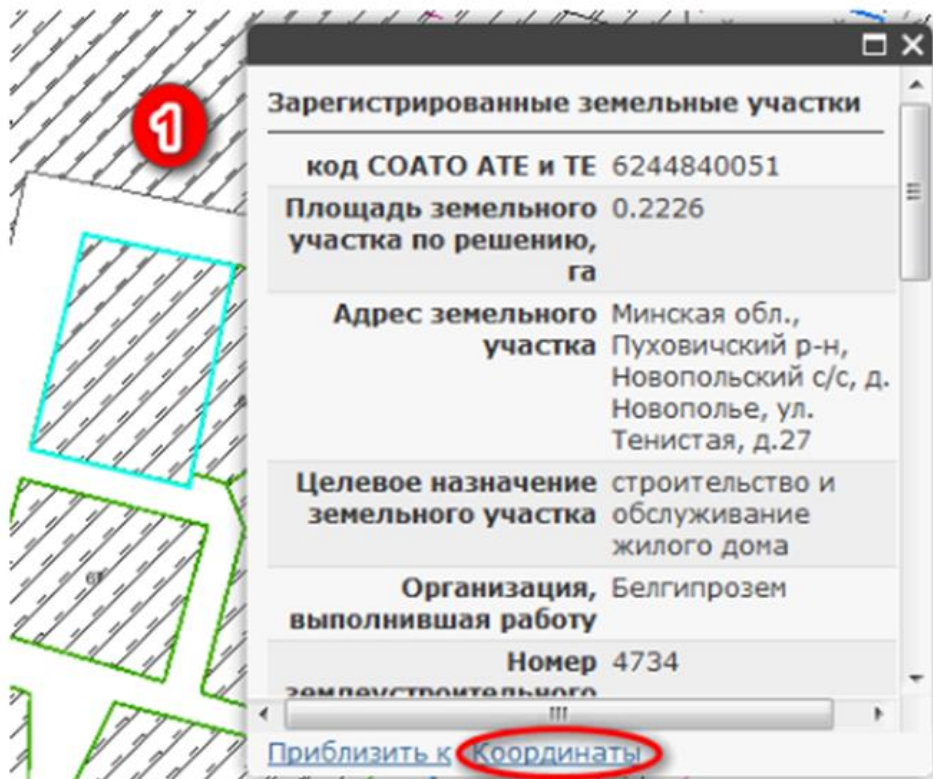 1
Зарегистрированные земельные участки
код СОАТО АТЕ и ТЕ 6244840051
Площадь земельного 0.2226
участка по решению,
га
Адрес земельного Минская обл.,
участка Пуховичский р-н,
Новопольский с/с, д.
Новополье, ул.
Тенистая, д.27
Целевое назначение строительство и
земельного участка обслуживание
жилого дома
Организация, Белгипрозем
выполнившая работу
Номер 4734
землеустроительного
Приблизить к Координаты